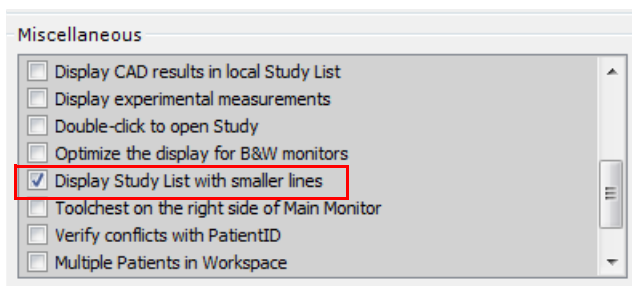 Miscellaneous
Display CAD results in local Study List
Display experimental measurements
Double-click to open Study
Optimize the display for B&W monitors
Display Study List with smaller lines
Toolchest on the right side of Main Monitor
Verify conflicts with PatientID
Multiple Patients in Workspace